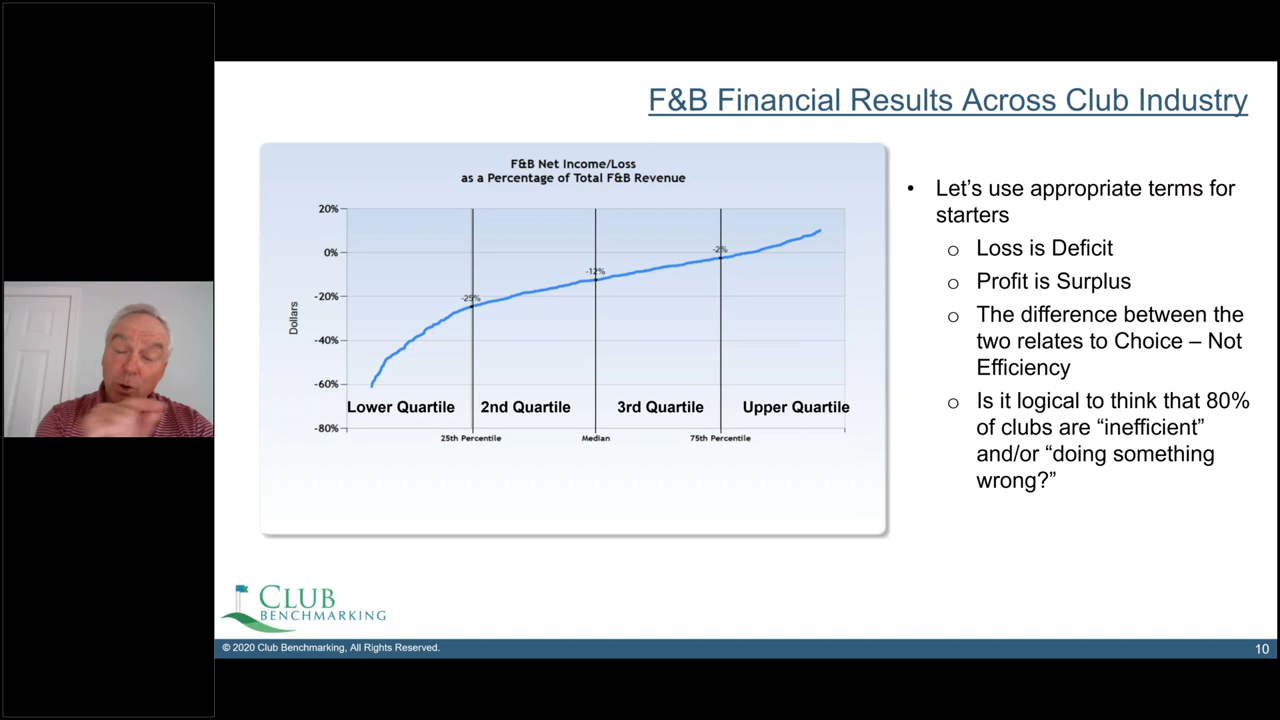 F&B Financial Results Across Club Industry
F&B Net Income/Loss
as a Percentage of Total F&B Revenue
20%
0%
-20%
-40%
-60%
-80%
Dollars
-25%
-12%
-2%
Lower Quartile
2nd Quartile
3rd Quartile
Upper Quartile
25th Percentile
Median
75th Percentile
• Let’s use appropriate terms for
starters
o Loss is Deficit
o Profit is Surplus
o The difference between the
two relates to Choice – Not
Efficiency
o Is it logical to think that 80%
of clubs are “inefficient”
and/or “doing something
wrong?”
CLUB
BENCHMARKING
© 2020 Club Benchmarking, All Rights Reserved.
10